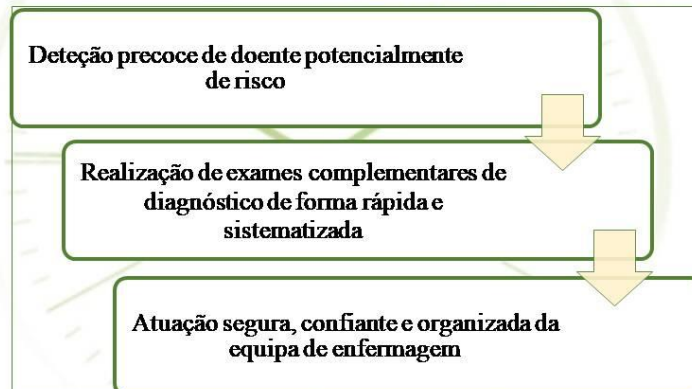 Deteção precoce de doente potencialmente
de risco
Realização de exames complementares de
diagnóstico de forma rápida e
sistematizada
Atuação segura, confiante e organizada da
equipa de enfermagem